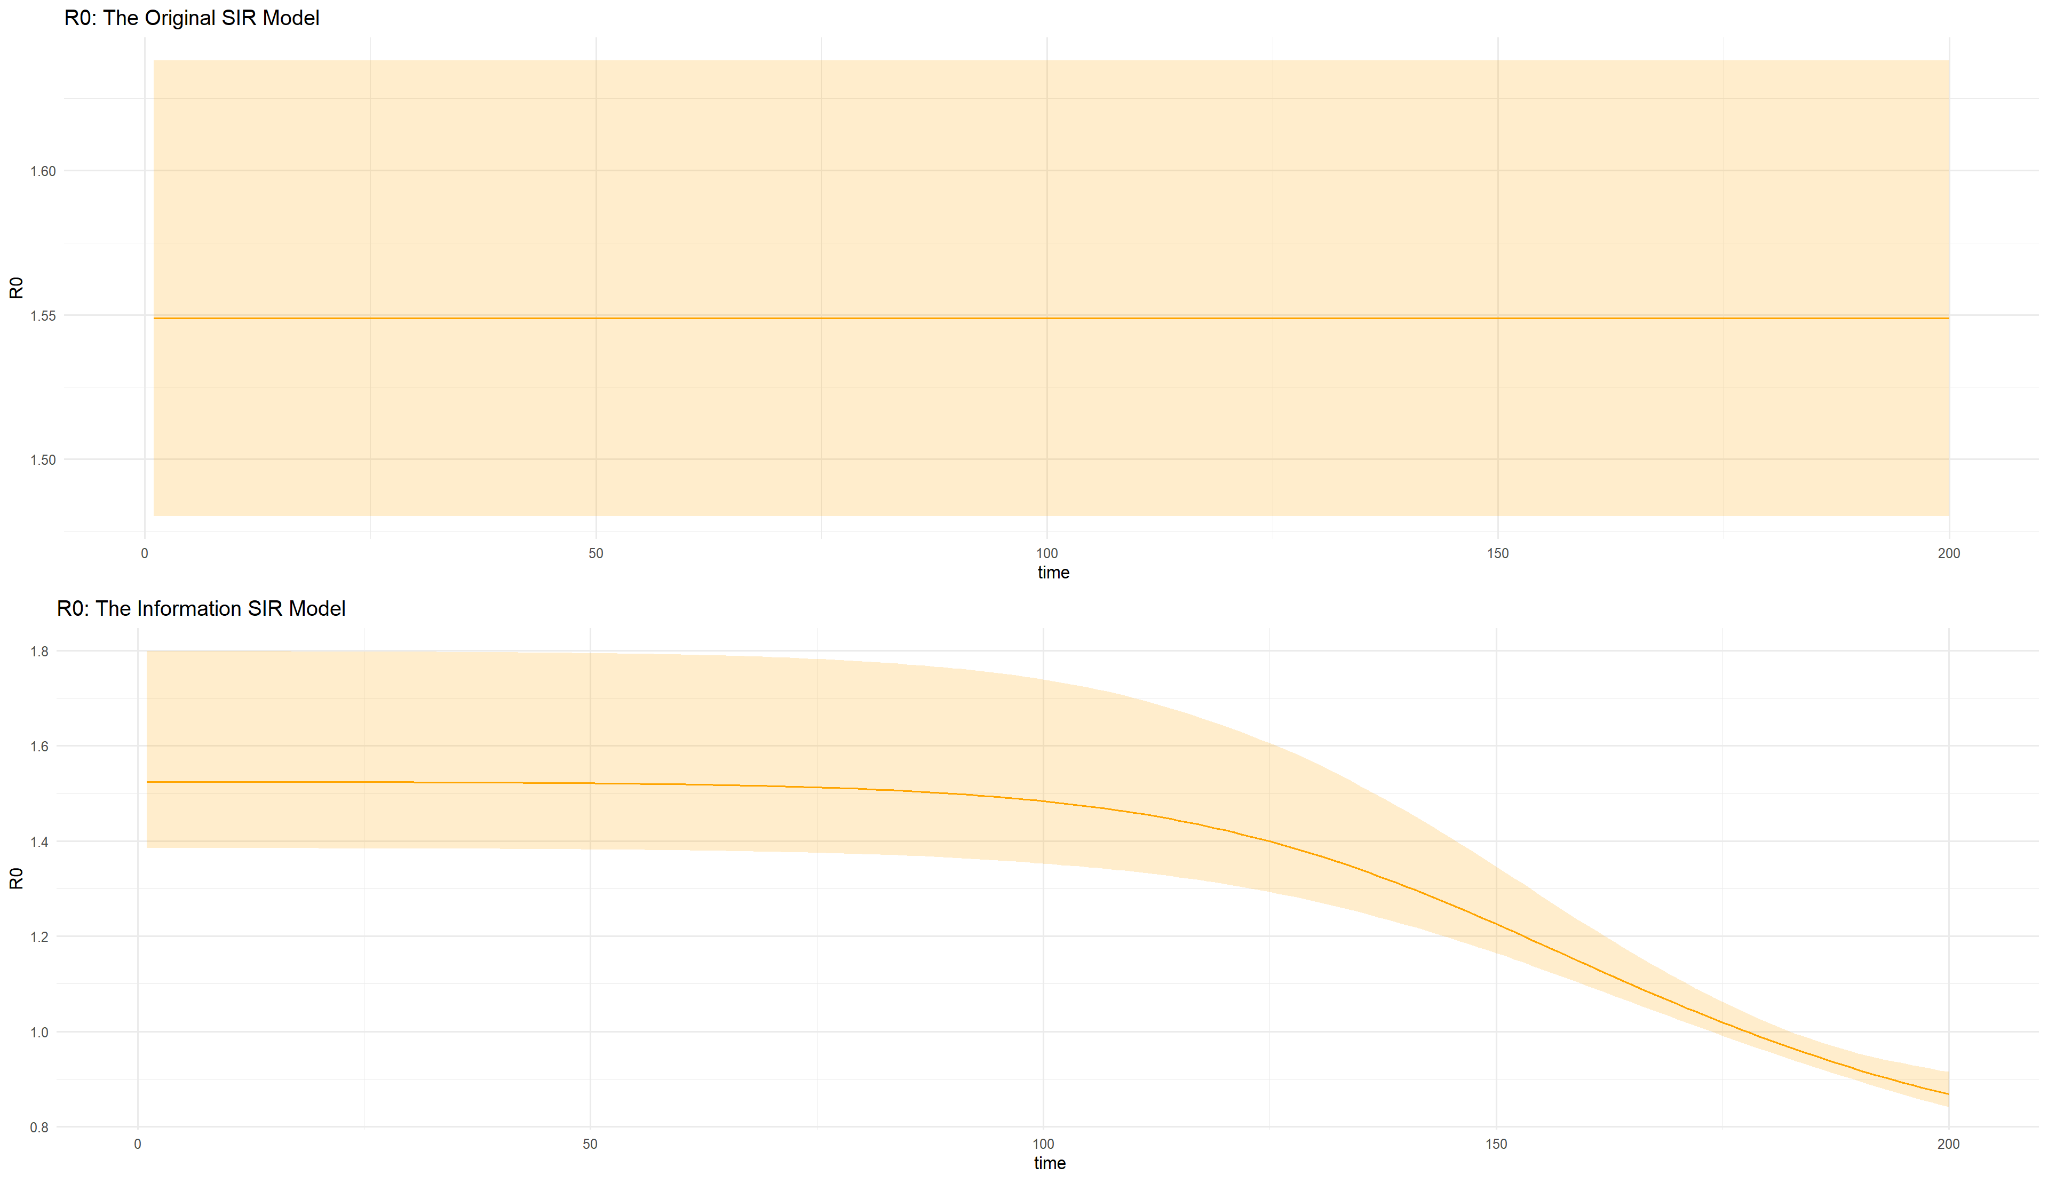 R0: The Original SIR Model
R0
1.60
1.55
1.50
0 50 100 150 200
time
R0: The Information SIR Model
R0
1.8
1.6
1.4
1.2
1.0
0.8
0 50 100 150 200
time